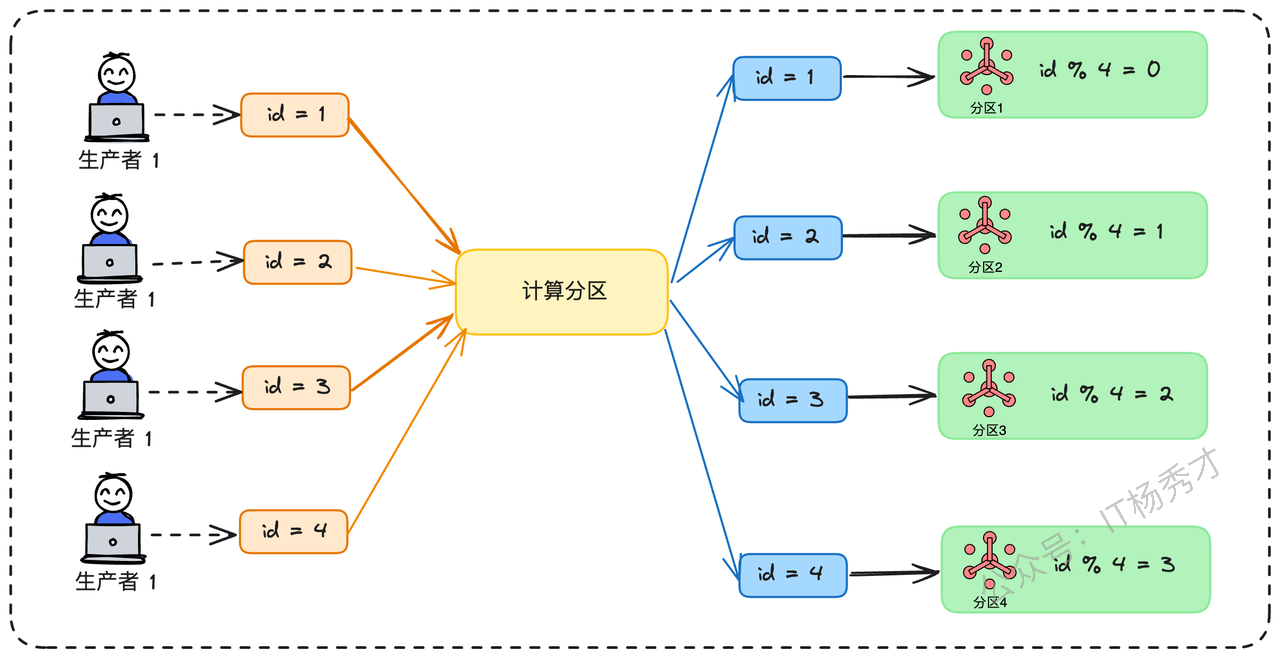 生产者 1
id = 1
生产者 1
id = 2
生产者 1
id = 3
生产者 1
id = 4
计算分区
id = 1
id % 4 = 0
分区1
id = 2
id % 4 = 1
分区2
id = 3
id % 4 = 2
分区3
id = 4
id % 4 = 3
分区4
公众号：IT杨秀才